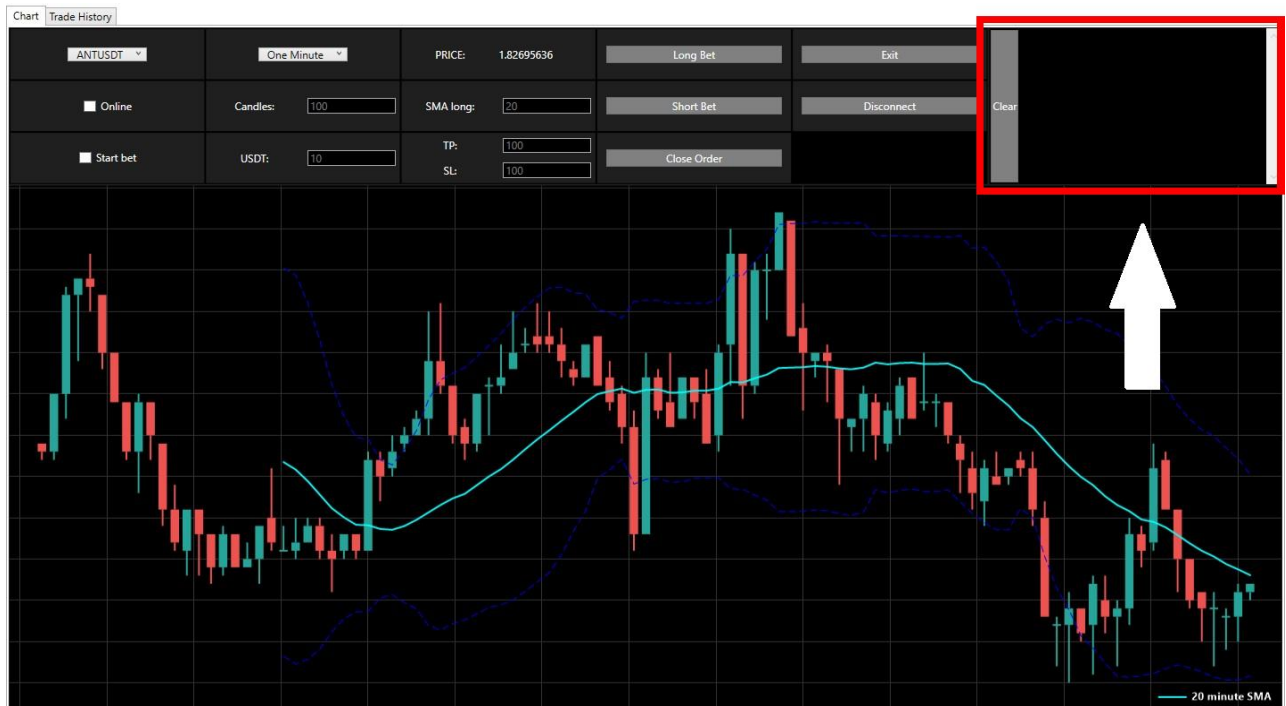 Chart Trade History
ANTUSDT One Minute PRICE: 1.82695636 Long Bet Exit
Online Candles: 100 SMA long: 20 Short Bet Disconnect Clear
TP: 100
Start bet USDT: 10 Close Order
SL: 100
20 minute SMA